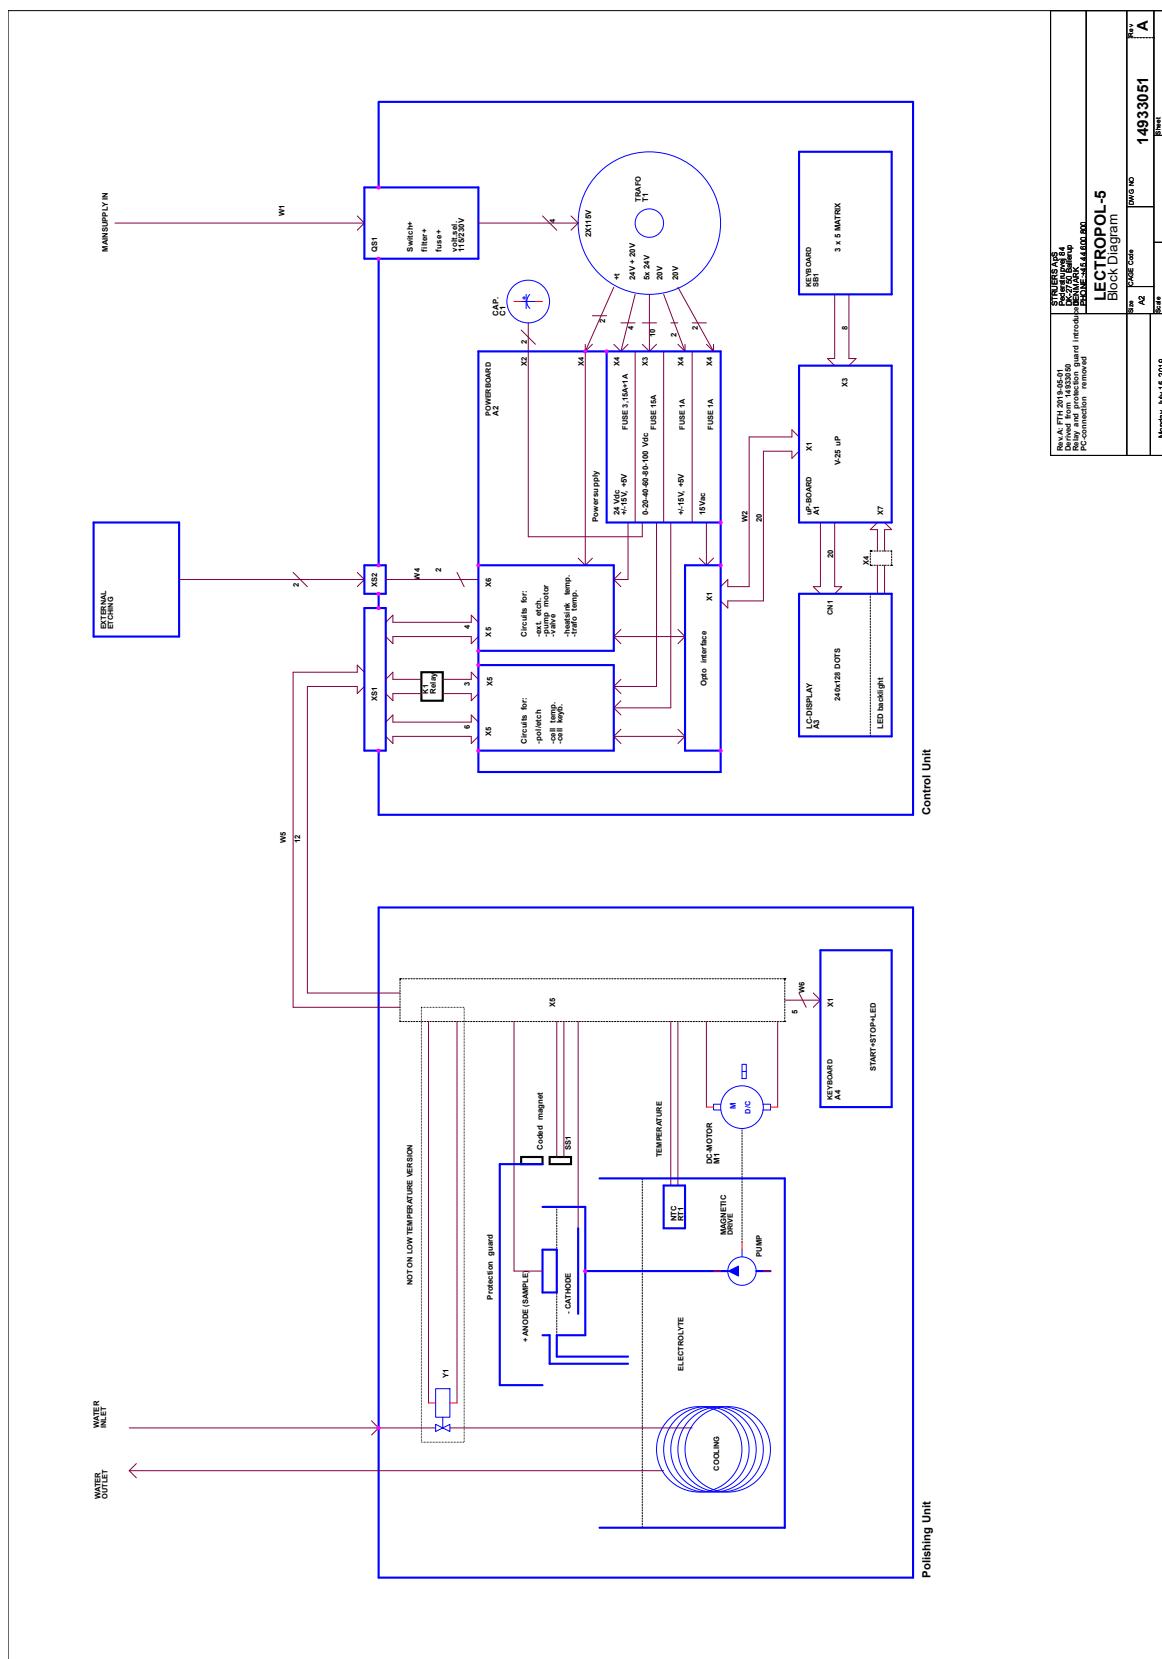 MAINSUPPLY IN
W1
QS1
Switch+
filter+
fuse+
volt.sel.
115/230V
4
2X115V
TRAFO
T1
+t
24V + 20V
5x 24V
20V
20V
CAP.
C1
2
2
4
10
2
2
X2
X4
X4
X3
X4
X4
POWERBOARD
A2
Powersupply
FUSE 3,15A+1A
FUSE 15A
FUSE 1A
FUSE 1A
24 Vdc
+/-15V, +5V
0-20-40-60-80-100 Vdc
+/-15V, +5V
15Vac
KEYBOARD
SB1
3 x 5 MATRIX
8
X3
X1
V-25 uP
uP-BOARD
A1
X7
W2
20
20
X4
CN1
LC-DISPLAY
A3
240x128 DOTS
LED backlight
EXTERNAL
ETCHING
2
XS2
W4
2
X6
X5
Circuits for:
-ext. etch.
-pump motor
-valve
-heatsink temp.
-trafo temp.
4
XS1
K1
Relay
3
X5
6
X5
Circuits for:
-pol/etch
-cell temp.
-cell keyb.
X1
Opto interface
Control Unit
W5
12
X5
W6
5
X1
KEYBOARD
A4
START+STOP+LED
NOT ON LOW TEMPERATURE VERSION
Y1
Coded magnet
SS1
Protection guard
+ ANODE (SAMPLE)
- CATHODE
TEMPERATURE
NTC
RT1
DC-MOTOR
M1
M
D/C
MAGNETIC
DRIVE
PUMP
ELECTROLYTE
COOLING
WATER
INLET
WATER
OUTLET
Polishing Unit
Rev.A: FTH 2019-05-01
Derived from 14933050
Relay and protection guard introduced
PC-connection removed
STRUERS ApS
Pederstrupvej 84
DK-2750 Ballerup
DENMARK
PHONE +45 44 600 800
LECTROPOL-5
Block Diagram
Size
A2
CAGE Code
DWG NO
14933051
Rev
A
Scale
Sheet